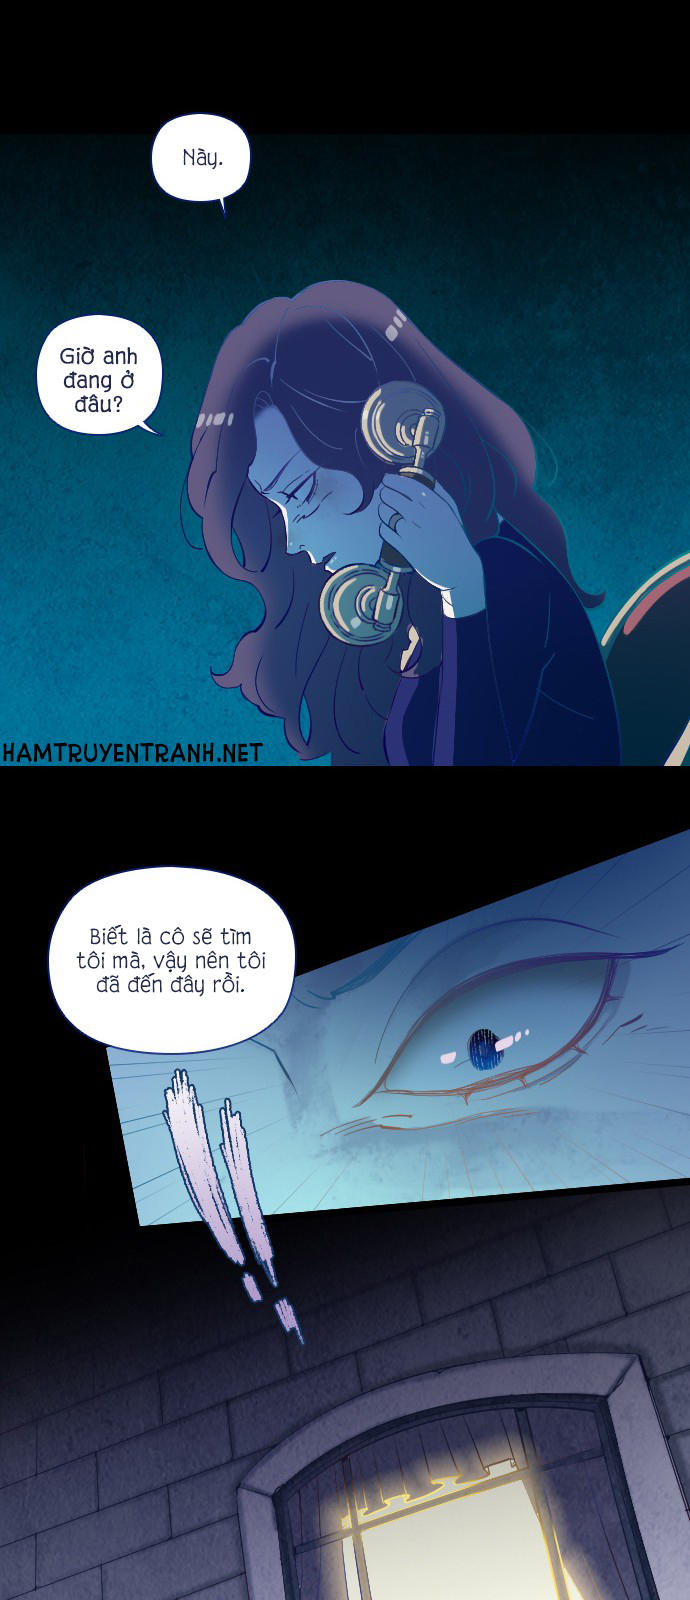 Này.
Giờ anh
đang ở
đâu?
HAMTRUYENTRANH.NET
Biết là cô sẽ tìm
tôi mà, vậy nên tôi
đã đến đây rồi.